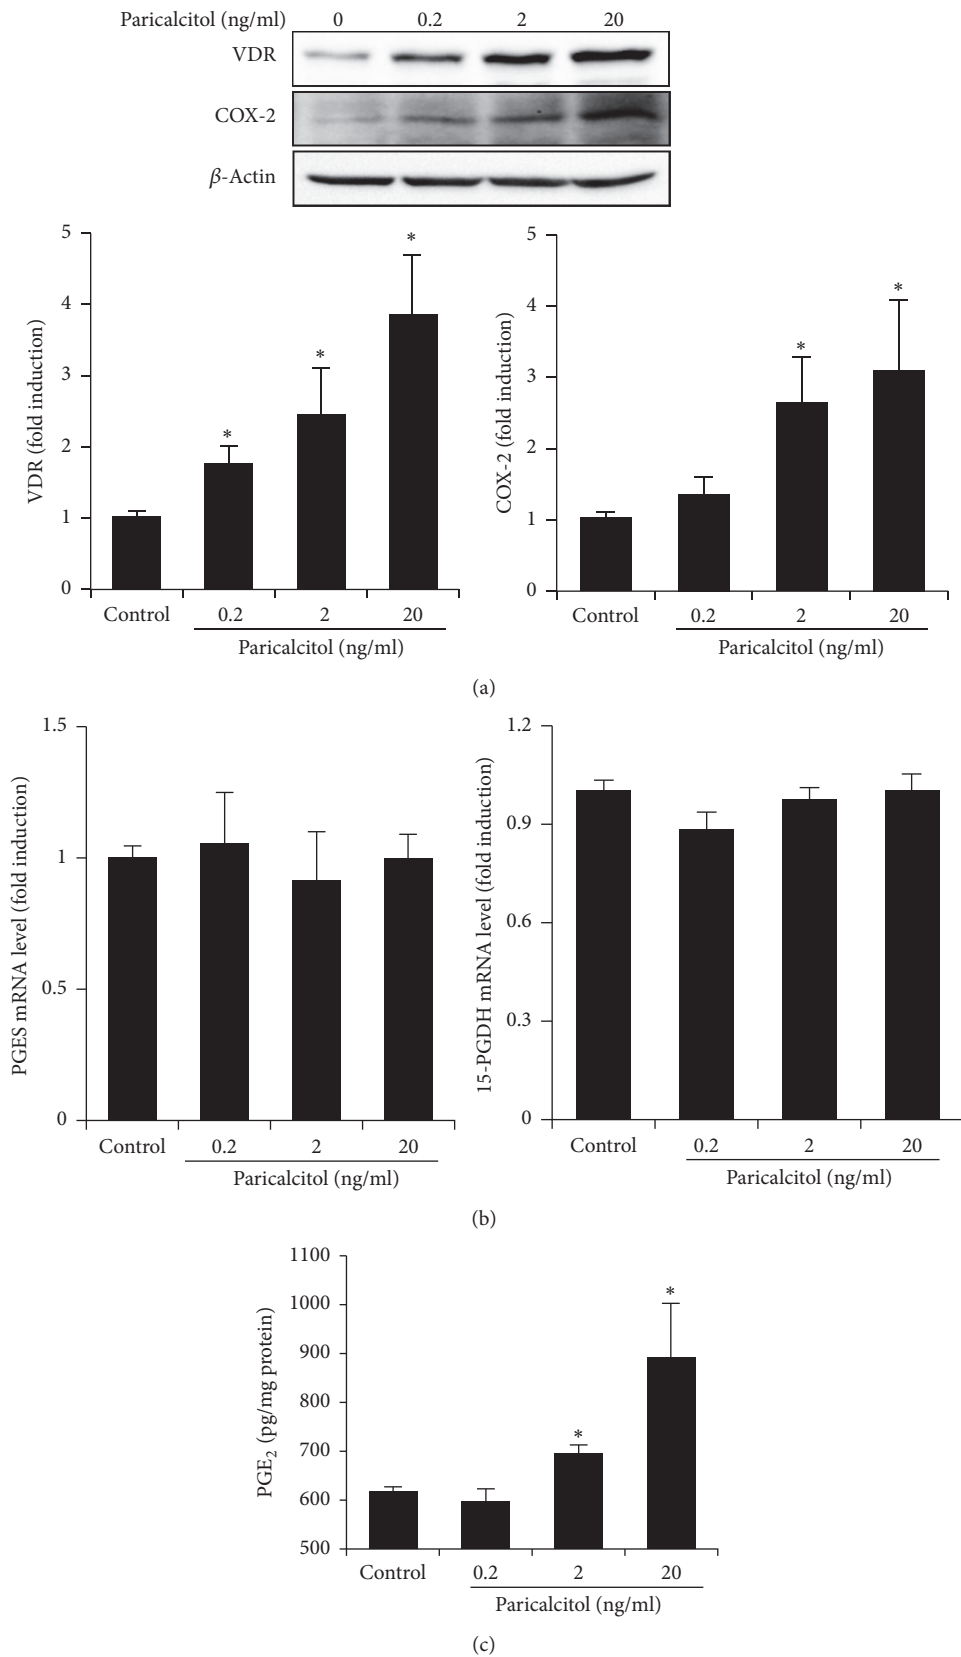 Paricalcitol (ng/ml) 0 0.2 2 20
VDR
COX-2
β-Actin
VDR (fold induction)
5
4
3
2
1
0
* * *
Control 0.2 2 20
Paricalcitol (ng/ml)
COX-2 (fold induction)
5
4
3
2
1
0
* *
Control 0.2 2 20
Paricalcitol (ng/ml)
(a)
PGES mRNA level (fold induction)
1.5
1
0.5
0
Control 0.2 2 20
Paricalcitol (ng/ml)
15-PGDH mRNA level (fold induction)
1.2
0.9
0.6
0.3
0
Control 0.2 2 20
Paricalcitol (ng/ml)
(b)
PGE₂ (pg/mg protein)
1100
1000
900
800
700
600
500
* *
Control 0.2 2 20
Paricalcitol (ng/ml)
(c)